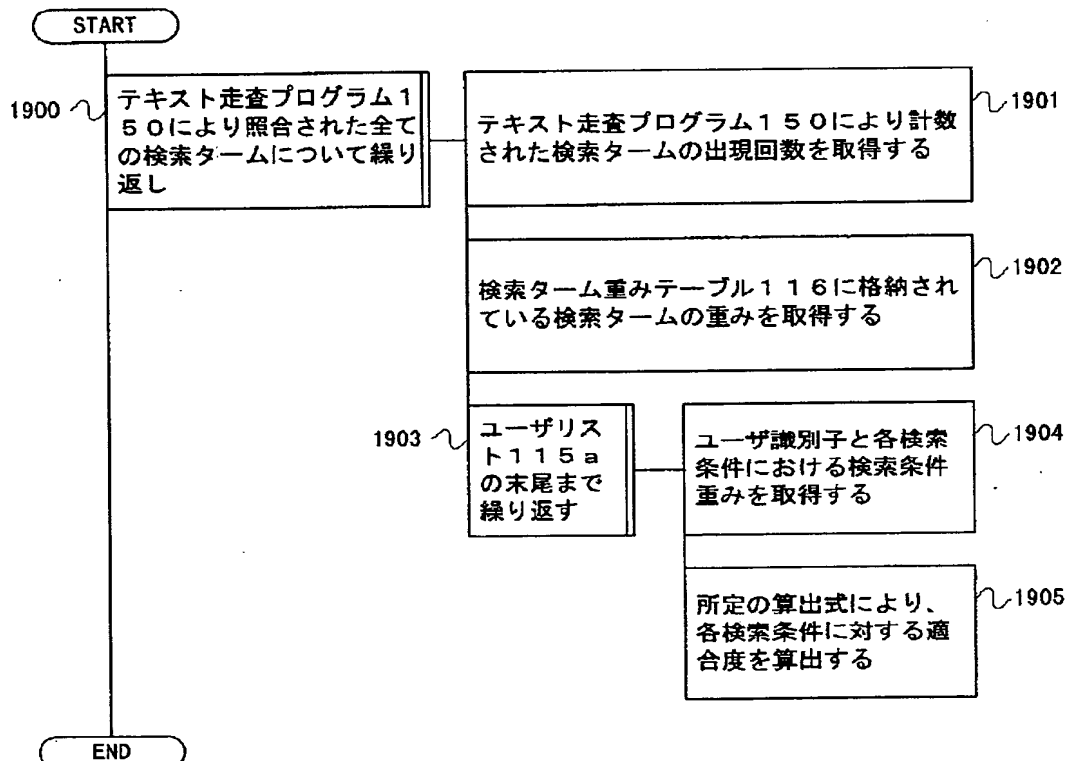 START
1900
テキスト走査プログラム1
50により照合された全て
の検索タームについて繰り
返し
1901
テキスト走査プログラム150により計数
された検索タームの出現回数を取得する
1902
検索ターム重みテーブル116に格納され
ている検索タームの重みを取得する
1903
ユーザリス
ト115a
の末尾まで
繰り返す
1904
ユーザ識別子と各検索
条件における検索条件
重みを取得する
1905
所定の算出式により、
各検索条件に対する適
合度を算出する
END